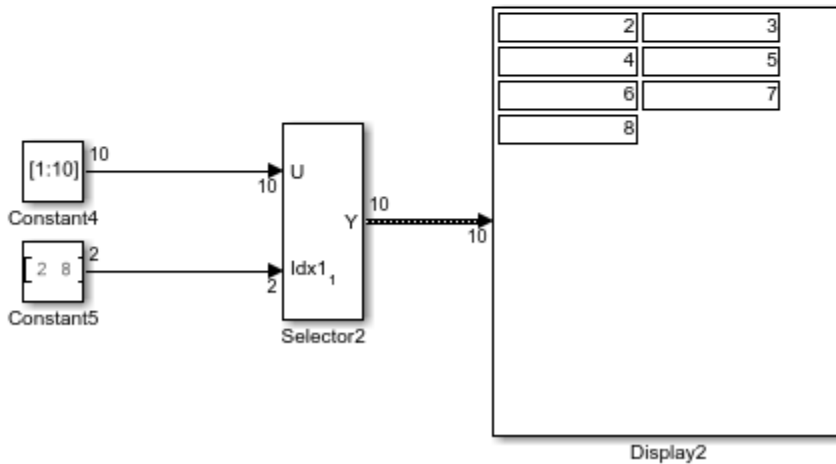 2 3
4 5
6 7
8
[1:10] 10 10 U
Constant4
10
Y
10
[ 2 8 ] 2 2 Idx1 1
Constant5
Selector2
Display2